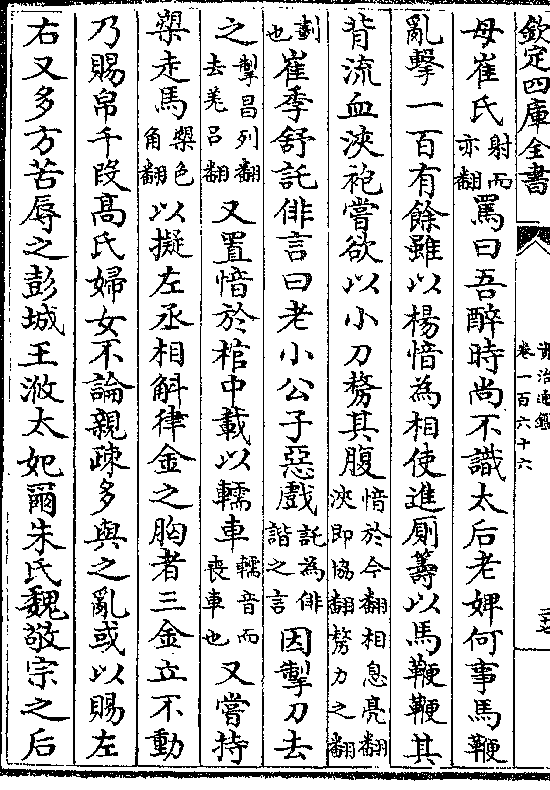 欽定四庫全書
資治通鑑
卷一百六十六
母崔氏射而亦翻罵曰吾醉時尚不識太后老婢何事馬鞭
亂擊一百有餘雖以楊愔為相使進厠籌以馬鞭鞭其
背流血浹袍嘗欲以小刀剺其腹愔於今翻相息亮翻浹即協翻剺力之翻
劃也崔季舒託俳言曰老小公子惡戲託為俳諧之言因掣刀去
之掣昌列翻去羌呂翻又置愔於棺中載以轜車轜音而喪車也又嘗持
槊走馬槊色角翻以擬左丞相斛律金之胸者三金立不動
乃賜帛千段高氏婦女不論親疎多與之亂或以賜左
右又多方苦辱之彭城王浟太妃爾朱氏魏敬宗之后